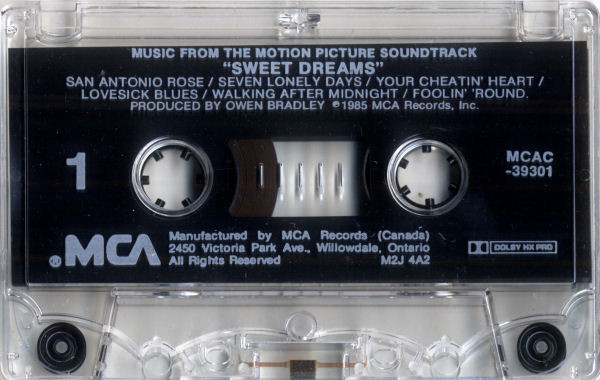 MUSIC FROM THE MOTION PICTURE SOUNDTRACK
"SWEET DREAMS"
SAN ANTONIO ROSE / SEVEN LONELY DAYS / YOUR CHEATIN' HEART /
LOVESICK BLUES / WALKING AFTER MIDNIGHT / FOOLIN' 'ROUND.
PRODUCED BY OWEN BRADLEY ℗1985 MCA Records, Inc.
1
MCAC
-39301
MCA
Manufactured by MCA Records (Canada)
2450 Victoria Park Ave., Willowdale, Ontario
All Rights Reserved M2J 4A2
DOLBY HX PRO